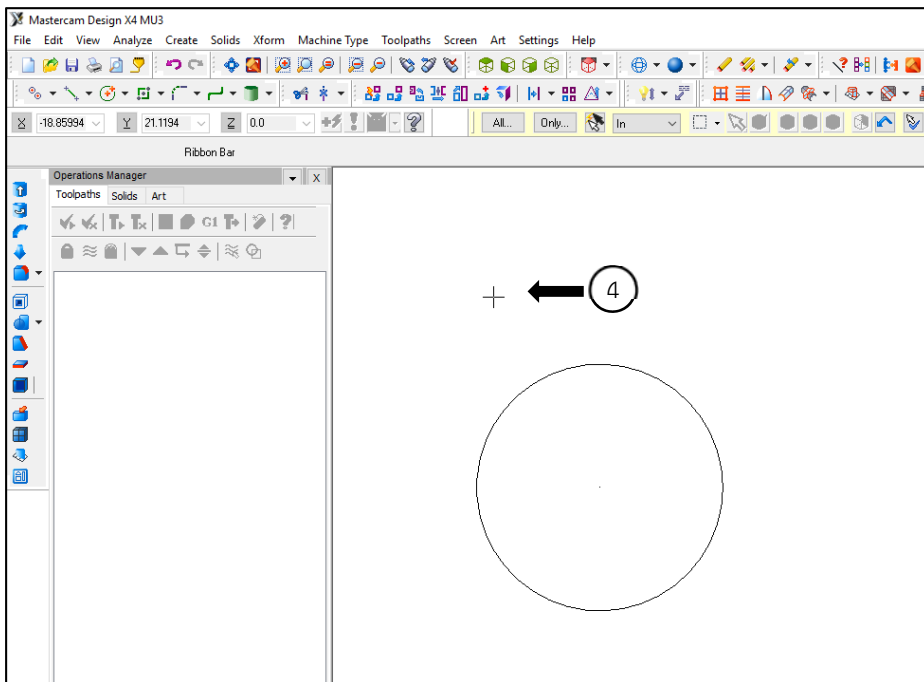 Mastercam Design X4 MU3
File Edit View Analyze Create Solids Xform Machine Type Toolpaths Screen Art Settings Help
X -18.85994 Y 21.1194 Z 0.0 All... Only... In
Ribbon Bar
Operations Manager X
Toolpaths Solids Art
G1
4